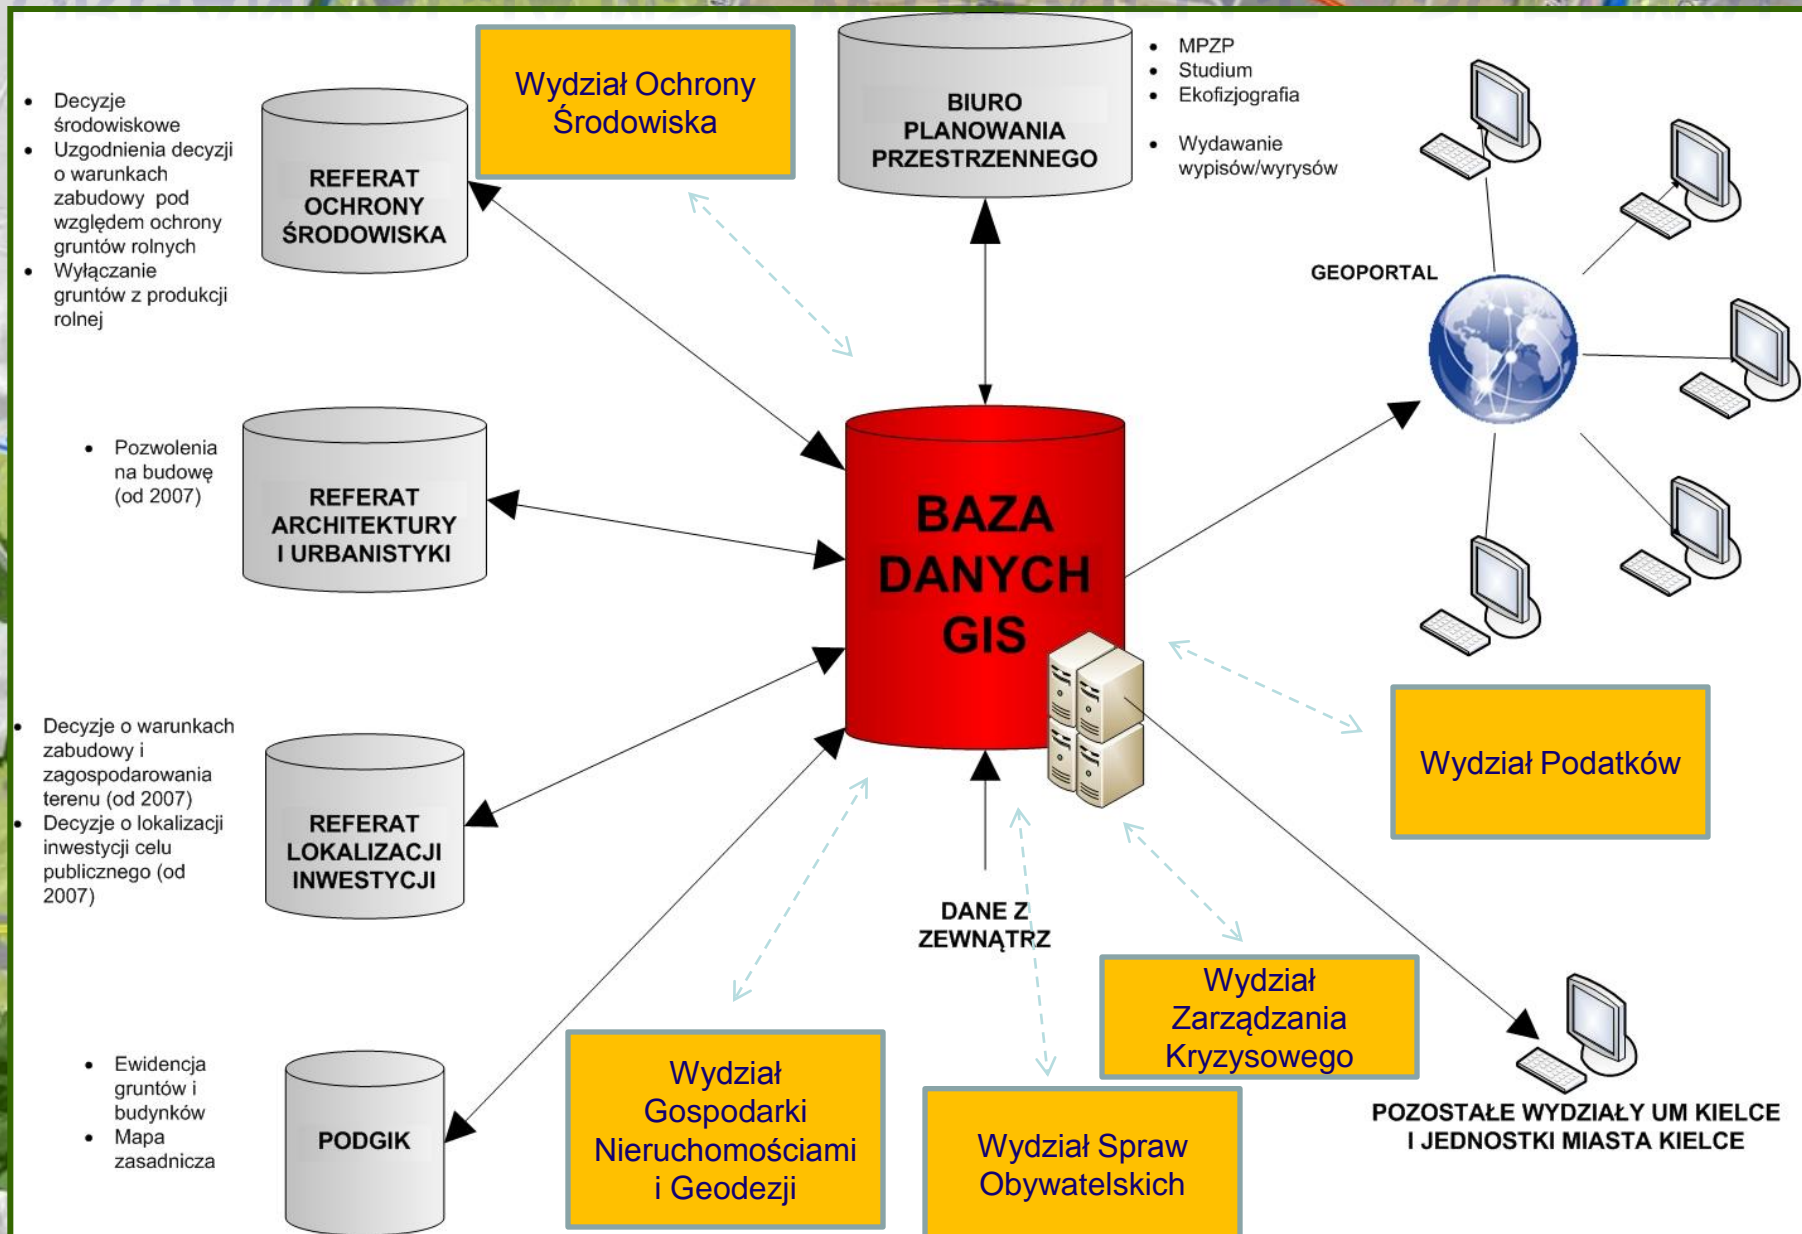 Wydział Ochrony
Środowiska
BIURO
PLANOWANIA
PRZESTRZENNEGO
• MPZP
• Studium
• Ekofizjografia
• Wydawanie
wypisów/wyrysów
• Decyzje
środowiskowe
• Uzgodnienia decyzji
o warunkach
zabudowy pod
względem ochrony
gruntów rolnych
• Wyłączanie
gruntów z produkcji
rolnej
REFERAT
OCHRONY
ŚRODOWISKA
GEOPORTAL
• Pozwolenia
na budowę
(od 2007)
REFERAT
ARCHITEKTURY
I URBANISTYKI
BAZA
DANYCH
GIS
Wydział Podatków
• Decyzje o warunkach
zabudowy i
zagospodarowania
terenu (od 2007)
• Decyzje o lokalizacji
inwestycji celu
publicznego (od
2007)
REFERAT
LOKALIZACJI
INWESTYCJI
DANE Z
ZEWNĄTRZ
Wydział
Zarządzania
Kryzysowego
• Ewidencja
gruntów i
budynków
• Mapa
zasadnicza
PODGIK
Wydział
Gospodarki
Nieruchomościami
i Geodezji
Wydział Spraw
Obywatelskich
POZOSTAŁE WYDZIAŁY UM KIELCE
I JEDNOSTKI MIASTA KIELCE